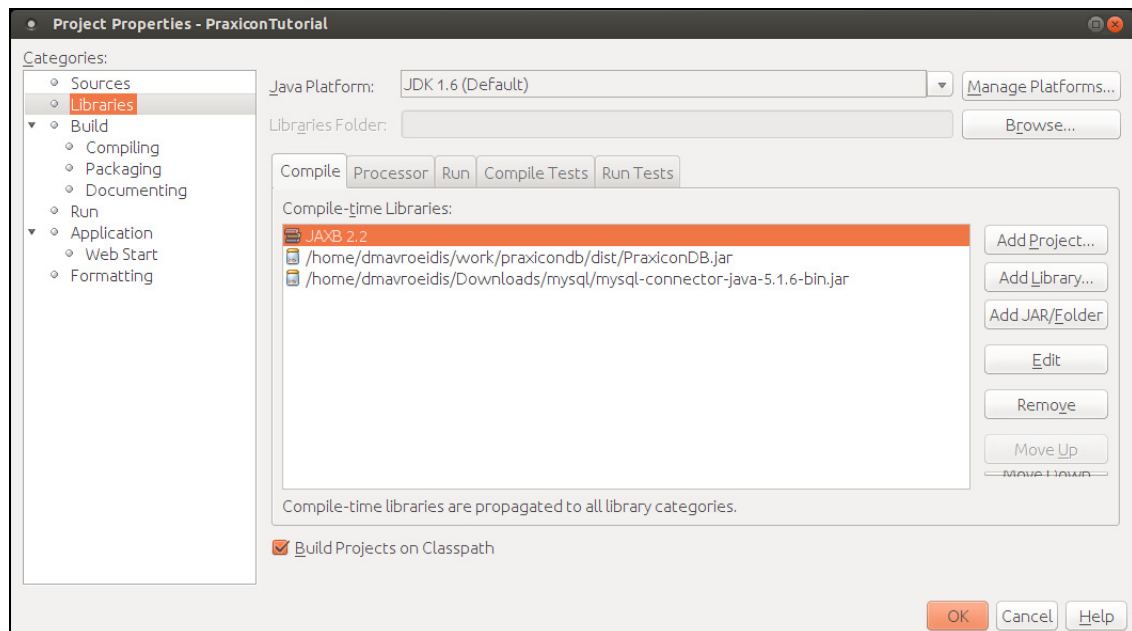 Project Properties - PraxiconTutorial
Categories:
Sources
Libraries
Build
Compiling
Packaging
Documenting
Run
Application
Web Start
Formatting
Java Platform: JDK 1.6 (Default) Manage Platforms...
Libraries Folder: Browse...
Compile Processor Run Compile Tests Run Tests
Compile-time Libraries:
JAXB 2.2
/home/dmavroeidis/work/praxicondb/dist/PraxiconDB.jar
/home/dmavroeidis/Downloads/mysql/mysql-connector-java-5.1.6-bin.jar
Add Project...
Add Library...
Add JAR/Folder
Edit
Remove
Move Up
Move Down
Compile-time libraries are propagated to all library categories.
Build Projects on Classpath
OK Cancel Help